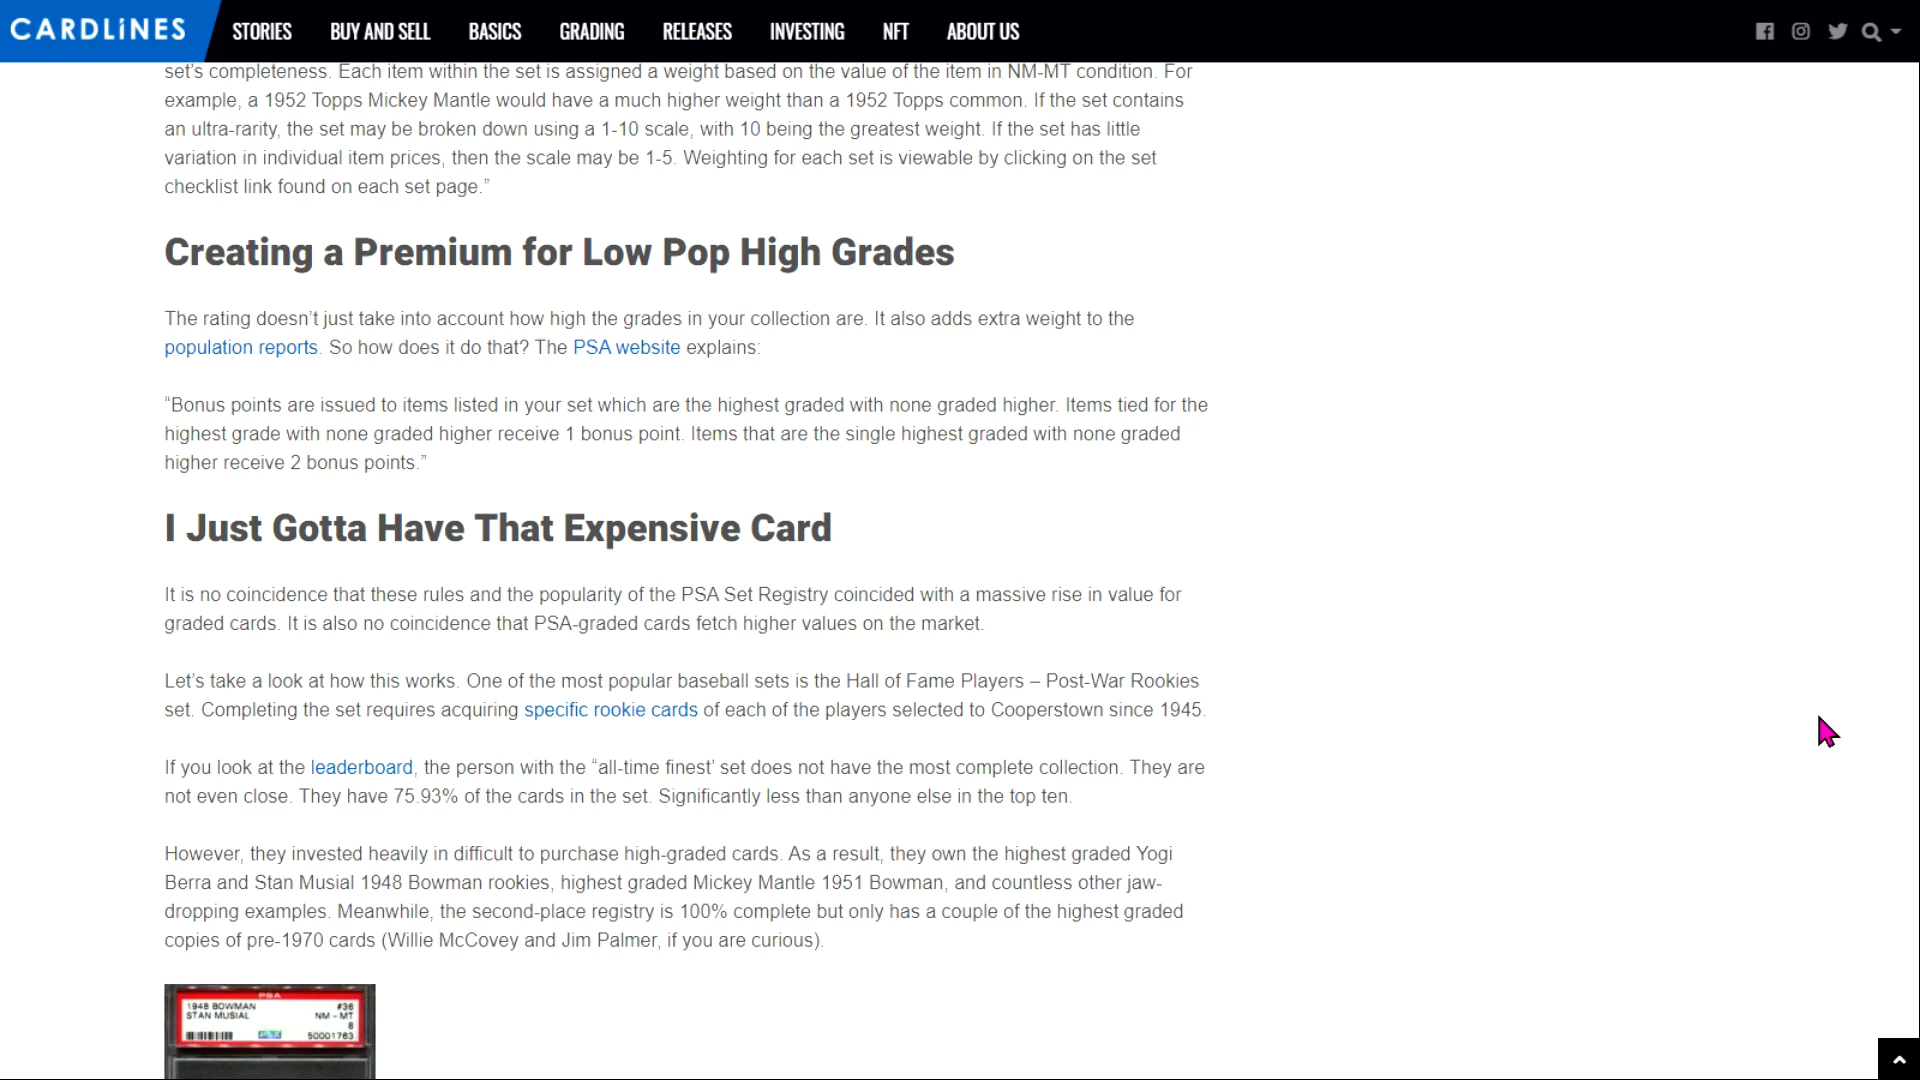 CARDLINES
STORIES BUY AND SELL BASICS GRADING RELEASES INVESTING NFT ABOUT US
set's completeness. Each item within the set is assigned a weight based on the value of the item in NM-MT condition. For
example, a 1952 Topps Mickey Mantle would have a much higher weight than a 1952 Topps common. If the set contains
an ultra-rarity, the set may be broken down using a 1-10 scale, with 10 being the greatest weight. If the set has little
variation in individual item prices, then the scale may be 1-5. Weighting for each set is viewable by clicking on the set
checklist link found on each set page.”
Creating a Premium for Low Pop High Grades
The rating doesn’t just take into account how high the grades in your collection are. It also adds extra weight to the
population reports. So how does it do that? The PSA website explains:
“Bonus points are issued to items listed in your set which are the highest graded with none graded higher. Items tied for the
highest grade with none graded higher receive 1 bonus point. Items that are the single highest graded with none graded
higher receive 2 bonus points.”
I Just Gotta Have That Expensive Card
It is no coincidence that these rules and the popularity of the PSA Set Registry coincided with a massive rise in value for
graded cards. It is also no coincidence that PSA-graded cards fetch higher values on the market.
Let’s take a look at how this works. One of the most popular baseball sets is the Hall of Fame Players – Post-War Rookies
set. Completing the set requires acquiring specific rookie cards of each of the players selected to Cooperstown since 1945.
If you look at the leaderboard, the person with the “all-time finest’ set does not have the most complete collection. They are
not even close. They have 75.93% of the cards in the set. Significantly less than anyone else in the top ten.
However, they invested heavily in difficult to purchase high-graded cards. As a result, they own the highest graded Yogi
Berra and Stan Musial 1948 Bowman rookies, highest graded Mickey Mantle 1951 Bowman, and countless other jaw-
dropping examples. Meanwhile, the second-place registry is 100% complete but only has a couple of the highest graded
copies of pre-1970 cards (Willie McCovey and Jim Palmer, if you are curious).
PSA
1948 BOWMAN #36
STAN MUSIAL NM - MT
8
PSA 50001763